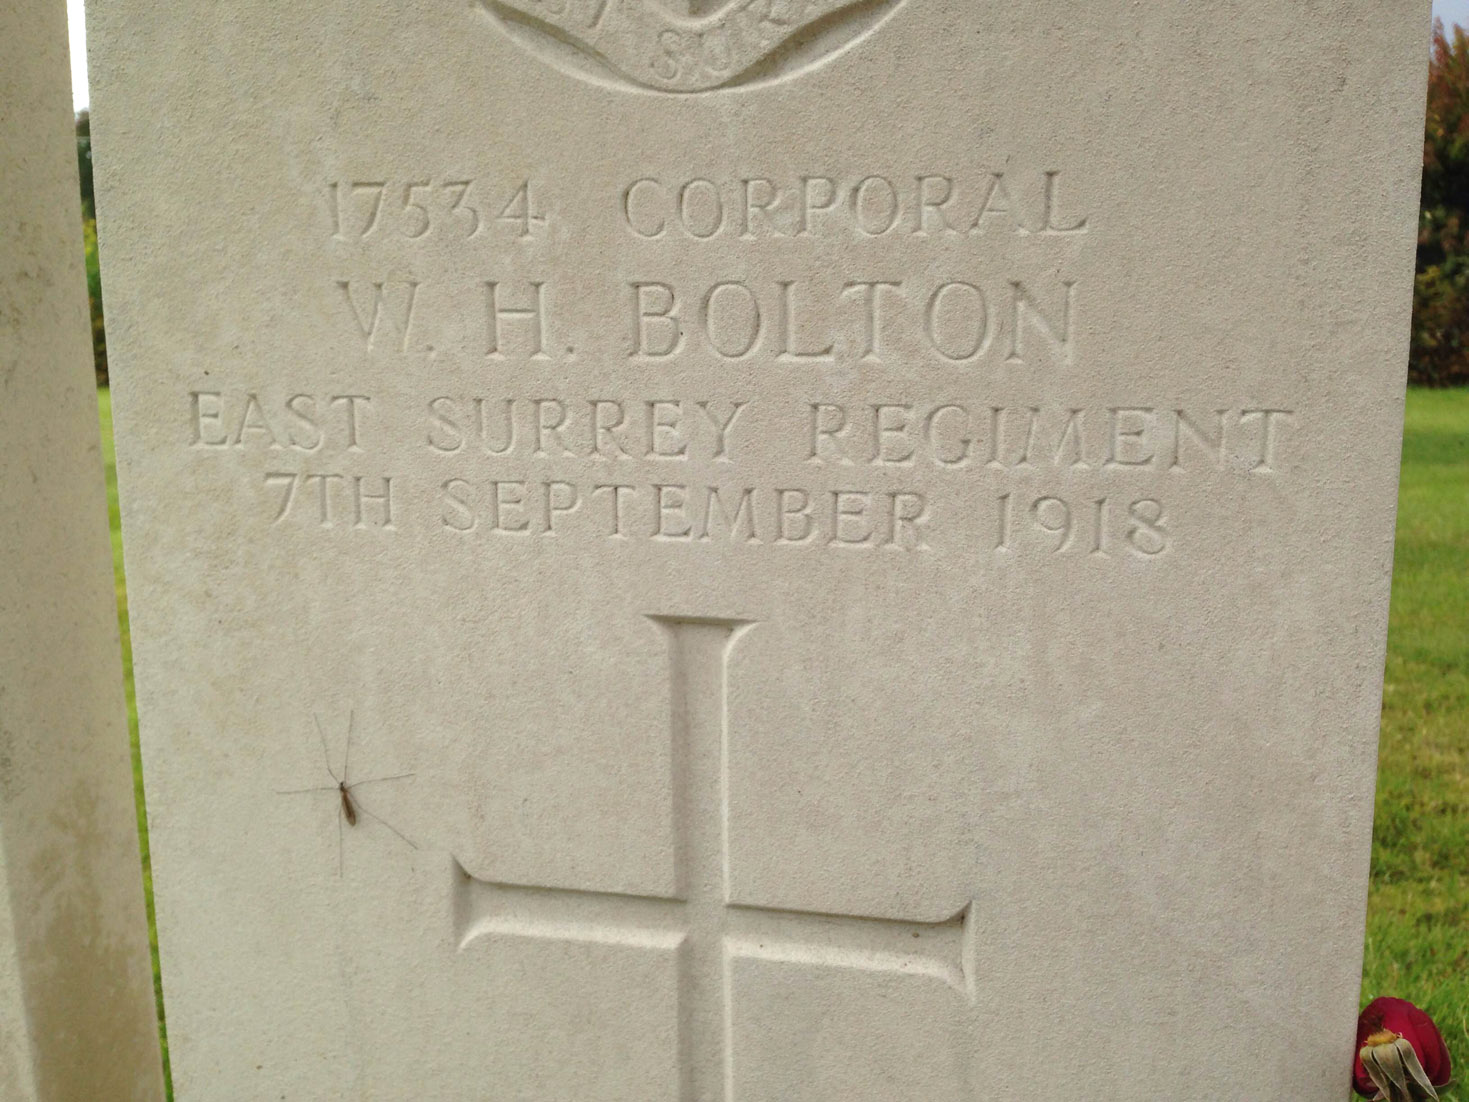 17534 CORPORAL
W. H. BOLTON
EAST SURREY REGIMENT
7TH SEPTEMBER 1918